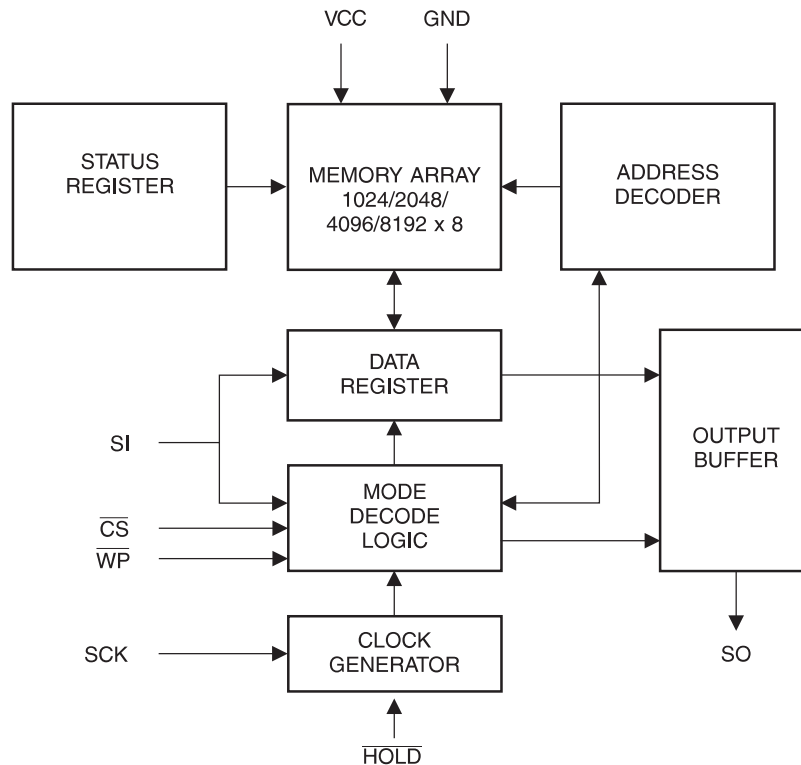 VCC
GND
STATUS
REGISTER
MEMORY ARRAY
1024/2048/
4096/8192 x 8
ADDRESS
DECODER
DATA
REGISTER
SI
OUTPUT
BUFFER
MODE
DECODE
LOGIC
CS
WP
SCK
CLOCK
GENERATOR
SO
HOLD